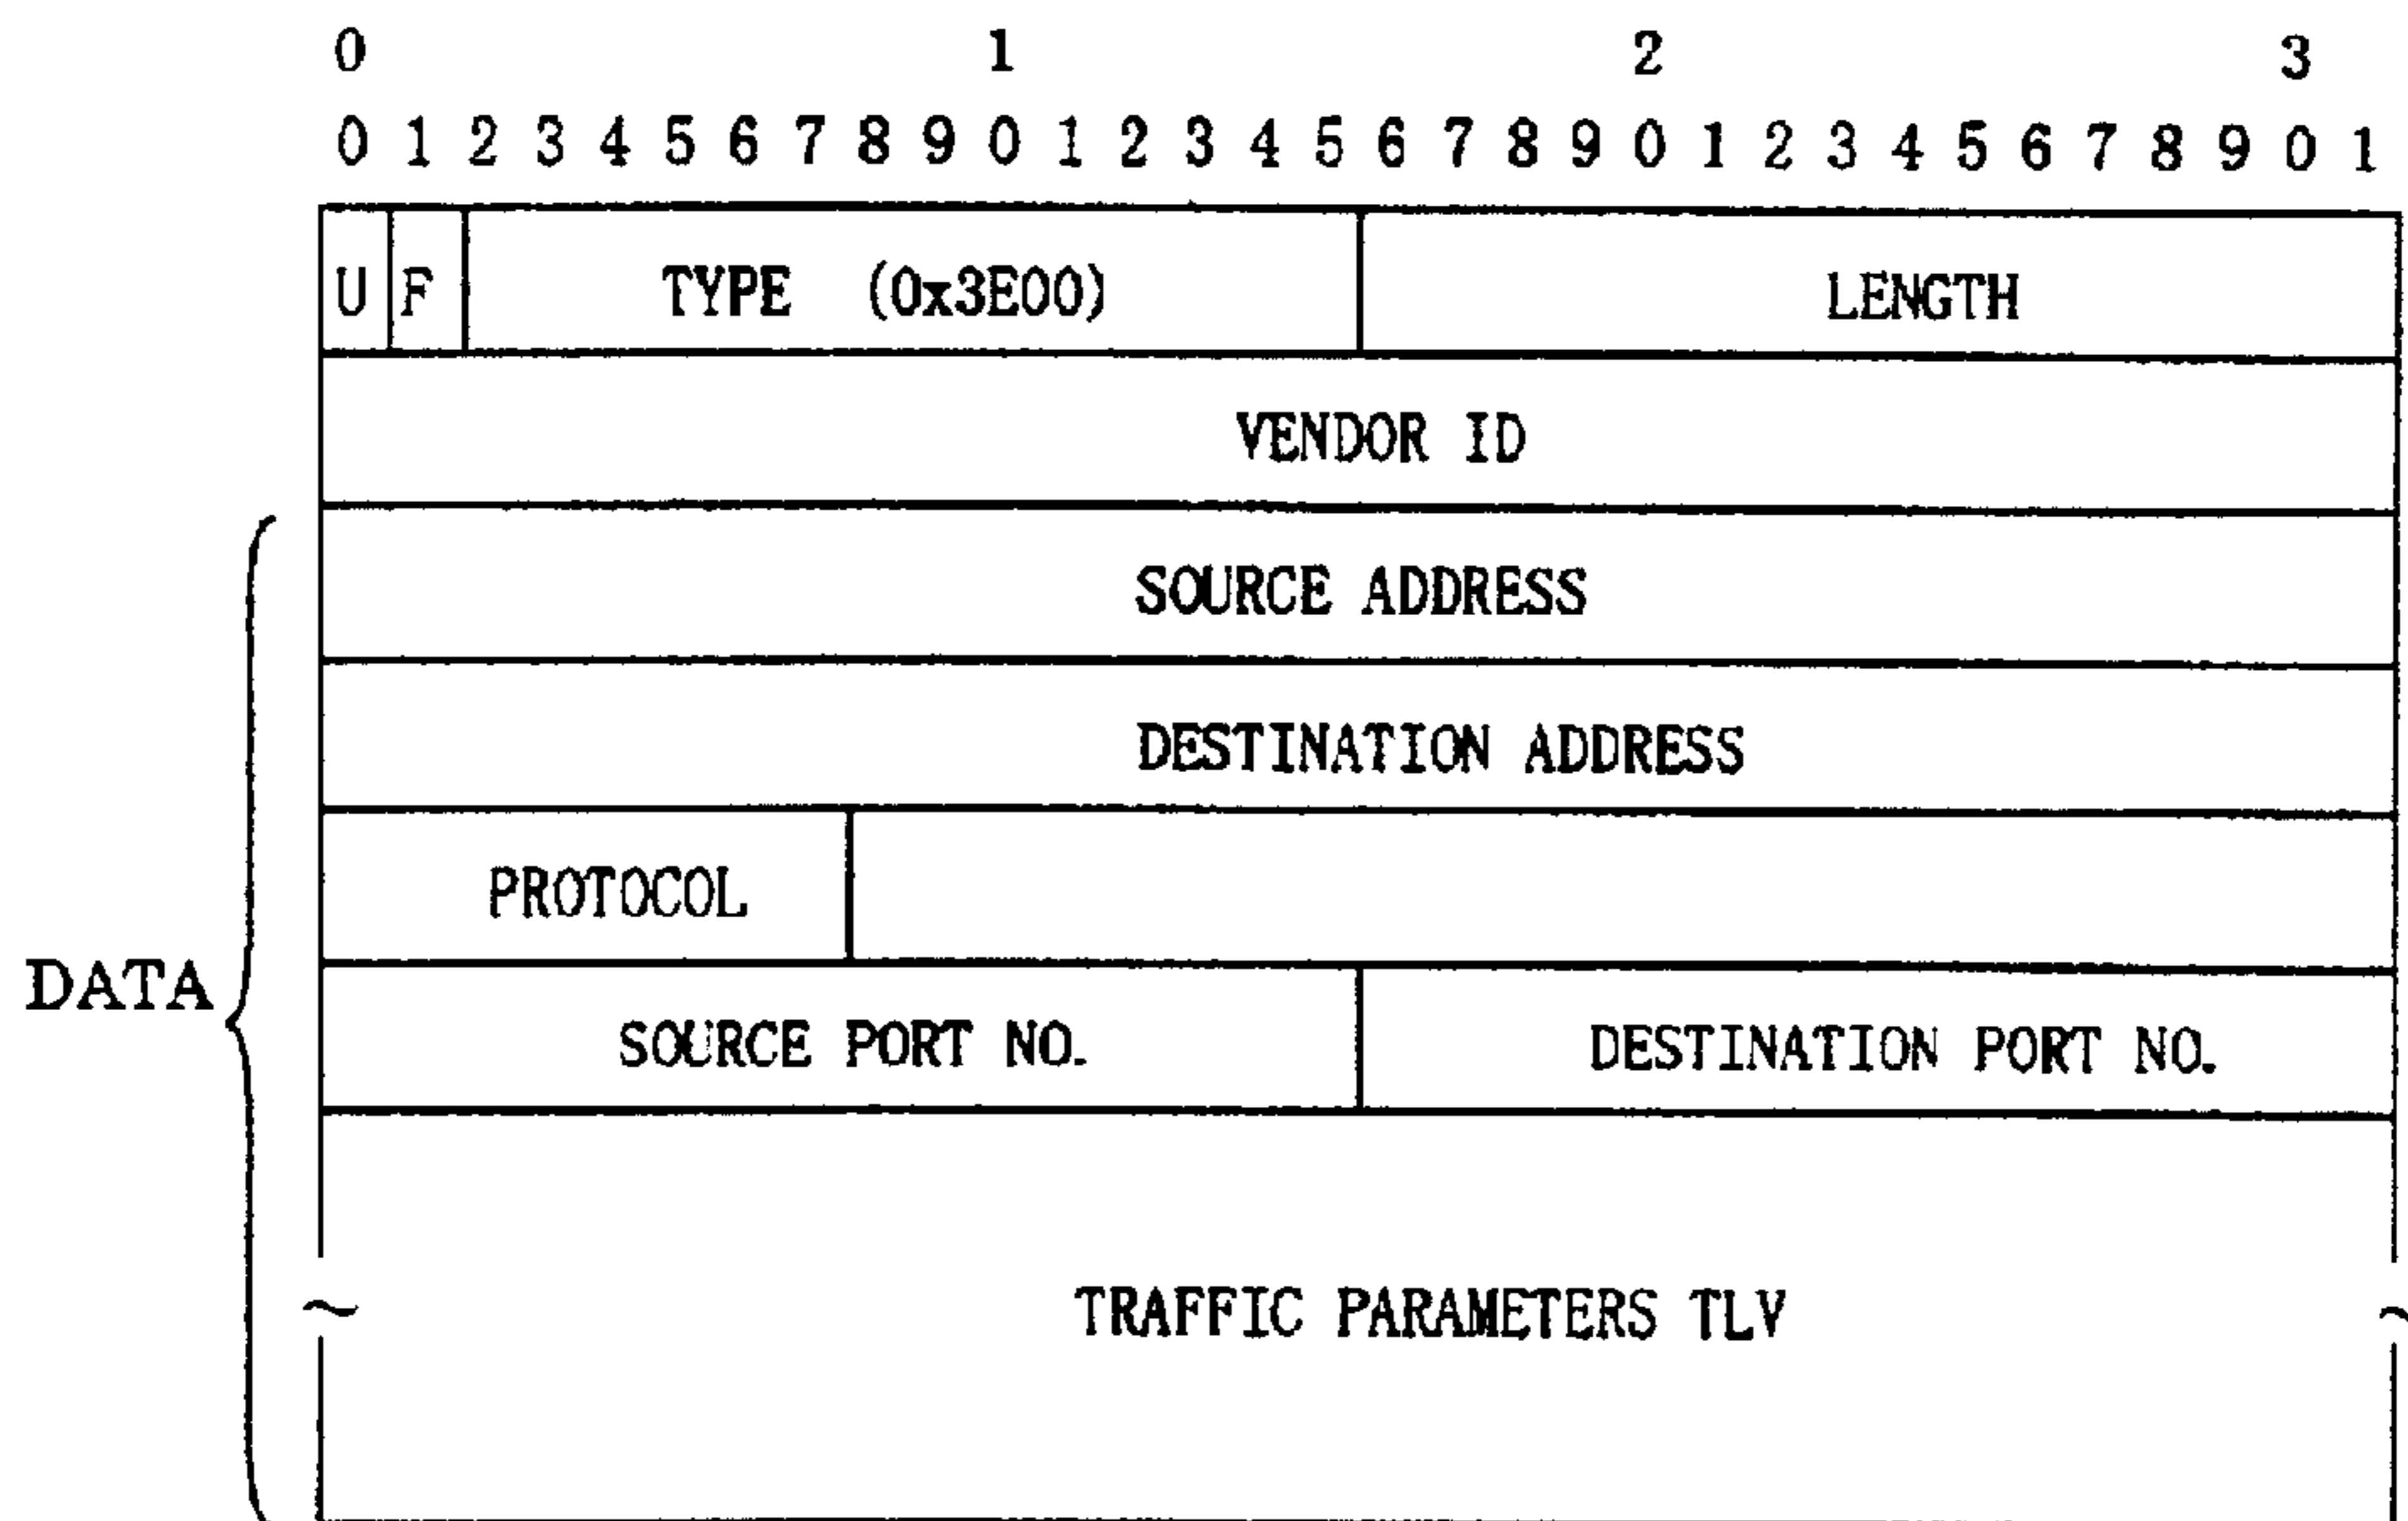 0 1 2 3
0 1 2 3 4 5 6 7 8 9 0 1 2 3 4 5 6 7 8 9 0 1 2 3 4 5 6 7 8 9 0 1
U F TYPE (0x3E00) LENGTH
VENDOR ID
SOURCE ADDRESS
DESTINATION ADDRESS
PROTOCOL
DATA
SOURCE PORT NO. DESTINATION PORT NO.
~ TRAFFIC PARAMETERS TLV ~